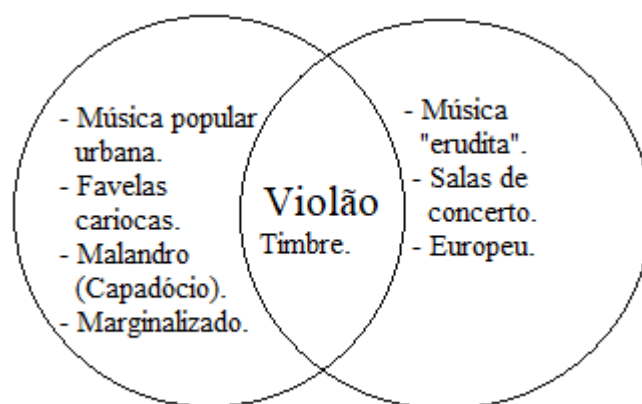 - Música popular
urbana.
- Favelas
cariocas.
- Malandro
(Capadócio).
- Marginalizado.
Violão
Timbre.
- Música
"erudita".
- Salas de
concerto.
- Europeu.